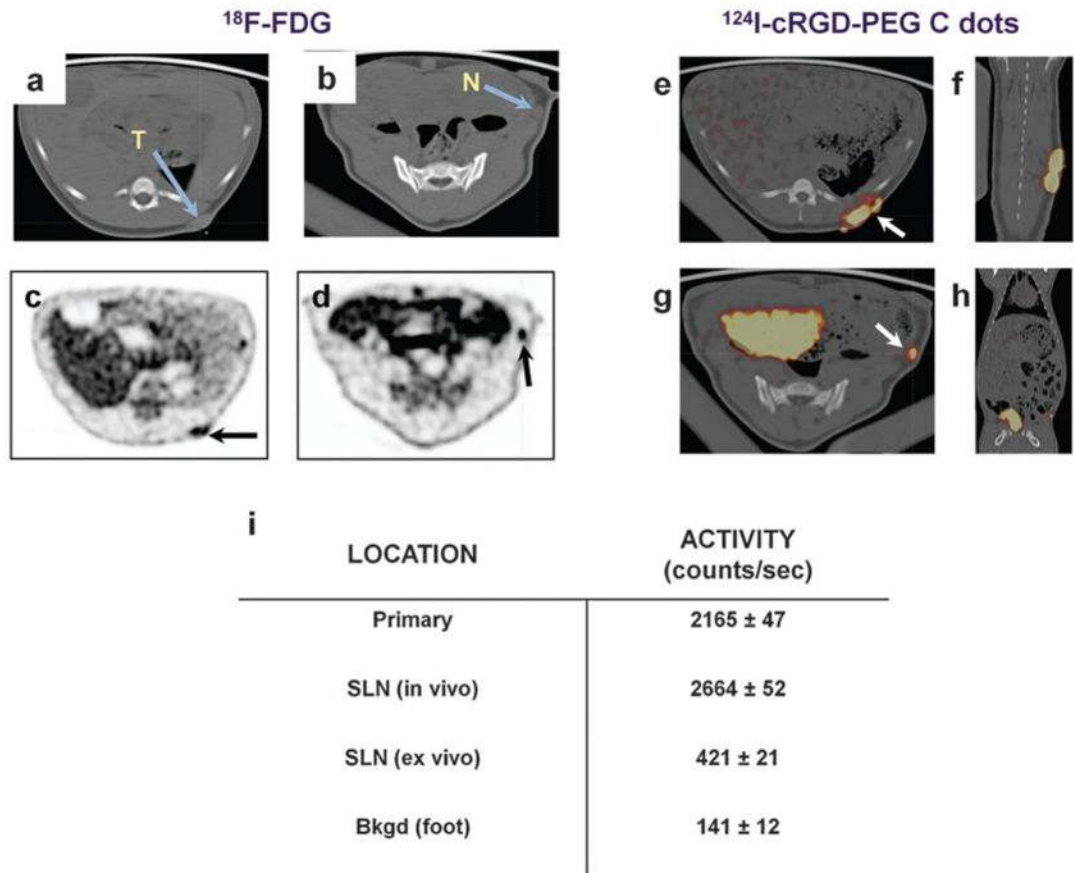 ¹⁸F-FDG
¹²⁴I-cRGD-PEG C dots
a
T
b
N
e
f
c
d
g
h
i
LOCATION
ACTIVITY
(counts/sec)
Primary
2165 ± 47
SLN (in vivo)
2664 ± 52
SLN (ex vivo)
421 ± 21
Bkgd (foot)
141 ± 12